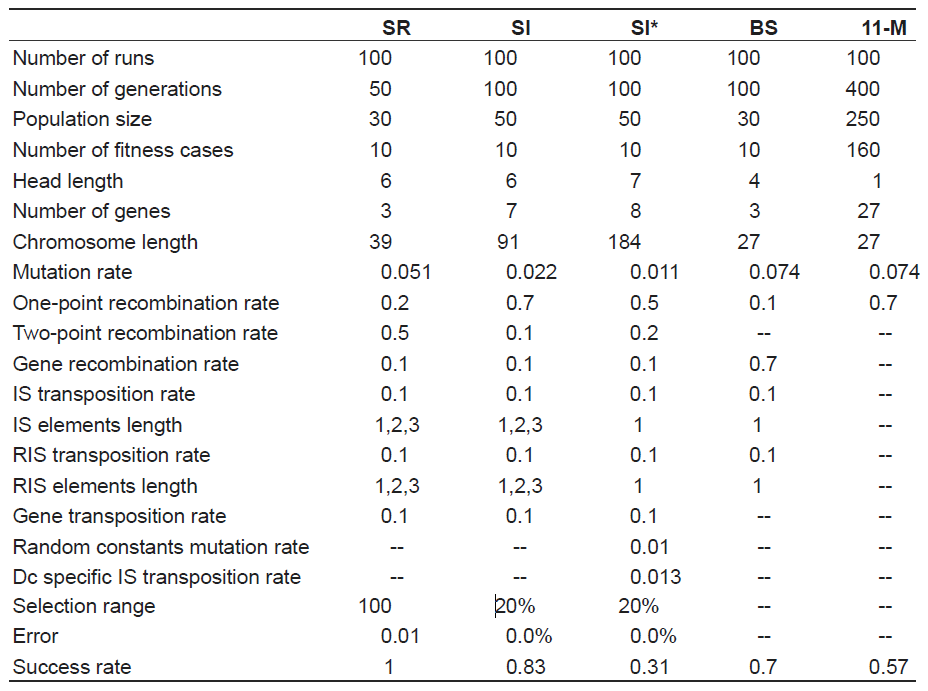 SR SI SI* BS 11-M
Number of runs 100 100 100 100 100
Number of generations 50 100 100 100 400
Population size 30 50 50 30 250
Number of fitness cases 10 10 10 10 160
Head length 6 6 7 4 1
Number of genes 3 7 8 3 27
Chromosome length 39 91 184 27 27
Mutation rate 0.051 0.022 0.011 0.074 0.074
One-point recombination rate 0.2 0.7 0.5 0.1 0.7
Two-point recombination rate 0.5 0.1 0.2 -- --
Gene recombination rate 0.1 0.1 0.1 0.7 --
IS transposition rate 0.1 0.1 0.1 0.1 --
IS elements length 1,2,3 1,2,3 1 1 --
RIS transposition rate 0.1 0.1 0.1 0.1 --
RIS elements length 1,2,3 1,2,3 1 1 --
Gene transposition rate 0.1 0.1 0.1 -- --
Random constants mutation rate -- -- 0.01 -- --
Dc specific IS transposition rate -- -- 0.013 -- --
Selection range 100 20% 20% -- --
Error 0.01 0.0% 0.0% -- --
Success rate 1 0.83 0.31 0.7 0.57